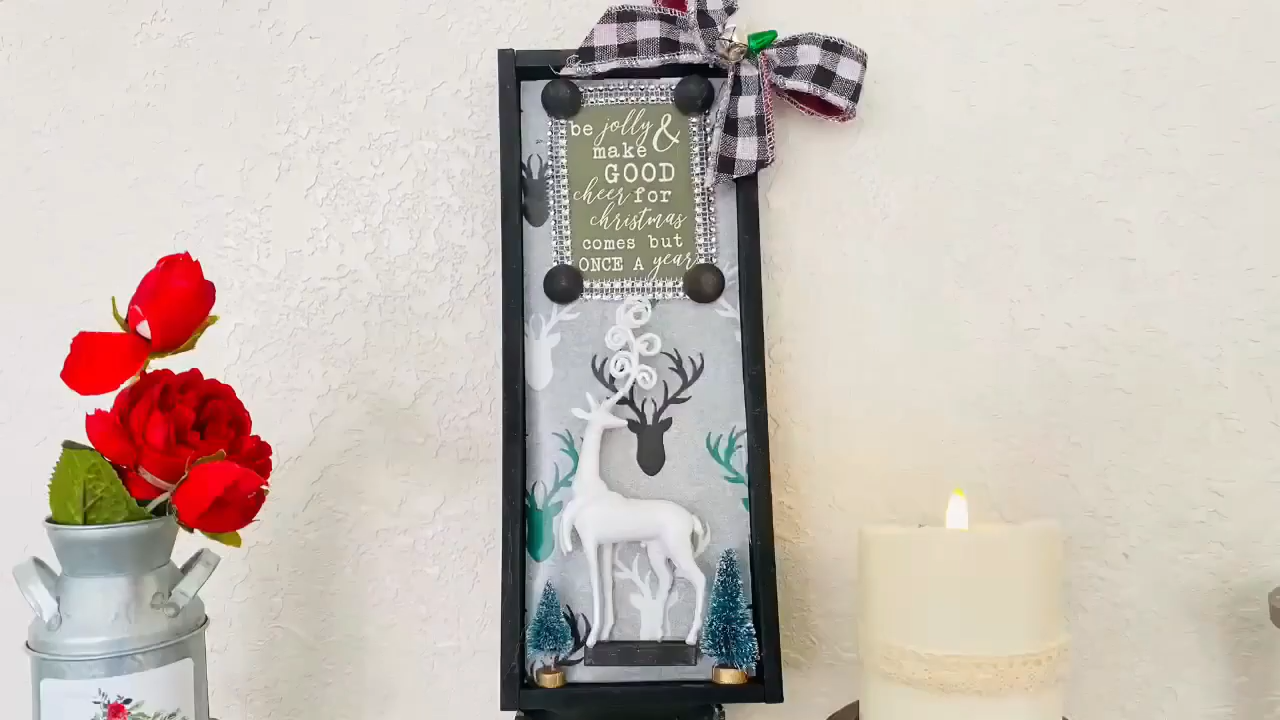 be jolly &
make
GOOD
cheer for
christmas
comes but
ONCE A year